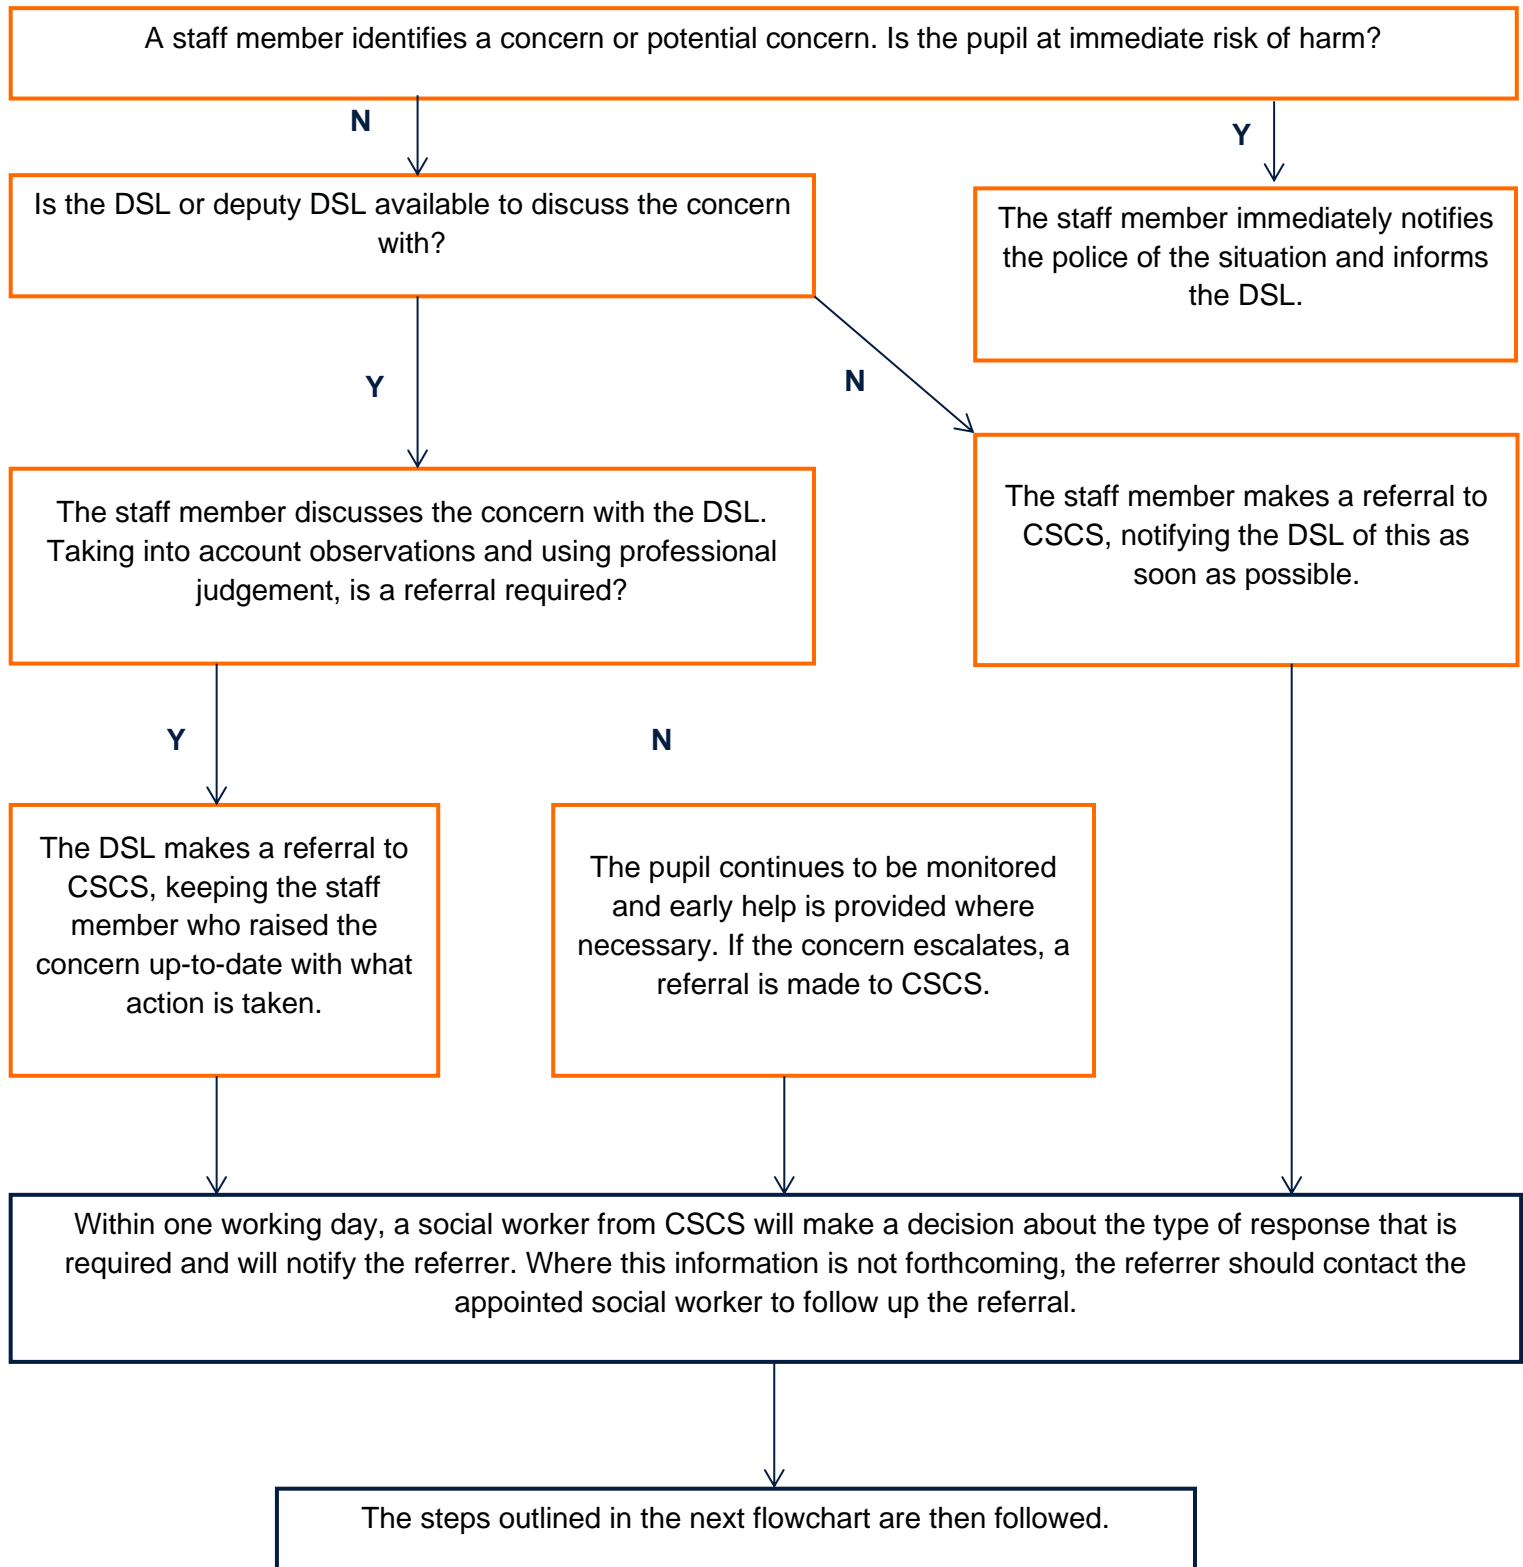 A staff member identifies a concern or potential concern. Is the pupil at immediate risk of harm?
N
Y
Is the DSL or deputy DSL available to discuss the concern
with?
The staff member immediately notifies
the police of the situation and informs
the DSL.
Y
N
The staff member discusses the concern with the DSL.
Taking into account observations and using professional
judgement, is a referral required?
The staff member makes a referral to
CSCS, notifying the DSL of this as
soon as possible.
Y
N
The DSL makes a referral to
CSCS, keeping the staff
member who raised the
concern up-to-date with what
action is taken.
The pupil continues to be monitored
and early help is provided where
necessary. If the concern escalates, a
referral is made to CSCS.
Within one working day, a social worker from CSCS will make a decision about the type of response that is
required and will notify the referrer. Where this information is not forthcoming, the referrer should contact the
appointed social worker to follow up the referral.
The steps outlined in the next flowchart are then followed.